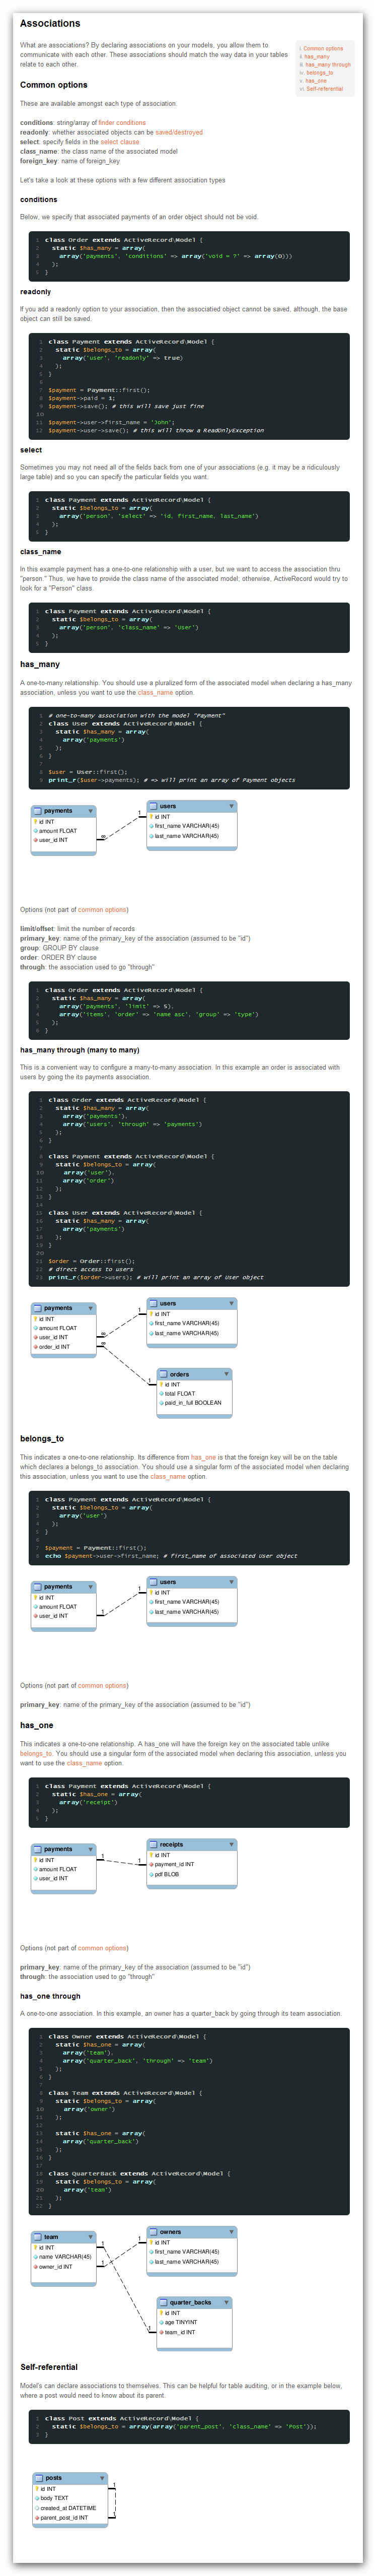 Associations
What are associations? By declaring associations on your models, you allow them to
communicate with each other. These associations should match the way data in your tables
relate to each other.
i. Common options
ii. has_many
iii. has_many through
iv. belongs_to
v. has_one
vi. Self-referential
Common options
These are available amongst each type of association.
conditions: string/array of finder conditions
readonly: whether associated objects can be saved/destroyed
select: specify fields in the select clause
class_name: the class name of the associated model
foreign_key: name of foreign_key
Let's take a look at these options with a few different association types
conditions
Below, we specify that associated payments of an order object should not be void.
1 class Order extends ActiveRecord\Model {
2 static $has_many = array(
3 array('payments', 'conditions' => array('void = ?' => array(0)))
4 );
5 }
readonly
If you add a readonly option to your association, then the associatied object cannot be saved, although, the base
object can still be saved.
1 class Payment extends ActiveRecord\Model {
2 static $belongs_to = array(
3 array('user', 'readonly' => true)
4 );
5 }
6
7 $payment = Payment::first();
8 $payment->paid = 1;
9 $payment->save(); # this will save just fine
10
11 $payment->user->first_name = 'John';
12 $payment->user->save(); # this will throw a ReadOnlyException
select
Sometimes you may not need all of the fields back from one of your associations (e.g. it may be a ridiculously
large table) and so you can specify the particular fields you want.
1 class Payment extends ActiveRecord\Model {
2 static $belongs_to = array(
3 array('person', 'select' => 'id, first_name, last_name')
4 );
5 }
class_name
In this example payment has a one-to-one relationship with a user, but we want to access the association thru
"person." Thus, we have to provide the class name of the associated model; otherwise, ActiveRecord would try to
look for a "Person" class.
1 class Payment extends ActiveRecord\Model {
2 static $belongs_to = array(
3 array('person', 'class_name' => 'User')
4 );
5 }
has_many
A one-to-many relationship. You should use a pluralized form of the associated model when declaring a has_many
association, unless you want to use the class_name option.
1 # one-to-many association with the model "Payment"
2 class User extends ActiveRecord\Model {
3 static $has_many = array(
4 array('payments')
5 );
6 }
7
8 $user = User::first();
9 print_r($user->payments); # => will print an array of Payment objects
payments
id INT
amount FLOAT
user_id INT
∞
1
users
id INT
first_name VARCHAR(45)
last_name VARCHAR(45)
Options (not part of common options)
limit/offset: limit the number of records
primary_key: name of the primary_key of the association (assumed to be "id")
group: GROUP BY clause
order: ORDER BY clause
through: the association used to go "through"
1 class Order extends ActiveRecord\Model {
2 static $has_many = array(
3 array('payments', 'limit' => 5),
4 array('items', 'order' => 'name asc', 'group' => 'type')
5 );
6 }
has_many through (many to many)
This is a convenient way to configure a many-to-many association. In this example an order is associated with
users by going the its payments association.
1 class Order extends ActiveRecord\Model {
2 static $has_many = array(
3 array('payments'),
4 array('users', 'through' => 'payments')
5 );
6 }
7
8 class Payment extends ActiveRecord\Model {
9 static $belongs_to = array(
10 array('user'),
11 array('order')
12 );
13 }
14
15 class User extends ActiveRecord\Model {
16 static $has_many = array(
17 array('payments')
18 );
19 }
20
21 $order = Order::first();
22 # direct access to users
23 print_r($order->users); # will print an array of User object
payments
id INT
amount FLOAT
user_id INT
order_id INT
∞
∞
1
users
id INT
first_name VARCHAR(45)
last_name VARCHAR(45)
1
orders
id INT
total FLOAT
paid_in_full BOOLEAN
belongs_to
This indicates a one-to-one relationship. Its difference from has_one is that the foreign key will be on the table
which declares a belongs_to association. You should use a singular form of the associated model when declaring
this association, unless you want to use the class_name option.
1 class Payment extends ActiveRecord\Model {
2 static $belongs_to = array(
3 array('user')
4 );
5 }
6
7 $payment = Payment::first();
8 echo $payment->user->first_name; # first_name of associated User object
payments
id INT
amount FLOAT
user_id INT
1
1
users
id INT
first_name VARCHAR(45)
last_name VARCHAR(45)
Options (not part of common options)
primary_key: name of the primary_key of the association (assumed to be "id")
has_one
This indicates a one-to-one relationship. A has_one will have the foreign key on the associated table unlike
belongs_to. You should use a singular form of the associated model when declaring this association, unless you
want to use the class_name option.
1 class Payment extends ActiveRecord\Model {
2 static $has_one = array(
3 array('receipt')
4 );
5 }
payments
id INT
amount FLOAT
user_id INT
1
1
receipts
id INT
payment_id INT
pdf BLOB
Options (not part of common options)
primary_key: name of the primary_key of the association (assumed to be "id")
through: the association used to go "through"
has_one through
A one-to-one association. In this example, an owner has a quarter_back by going through its team association.
1 class Owner extends ActiveRecord\Model {
2 static $has_one = array(
3 array('team'),
4 array('quarter_back', 'through' => 'team')
5 );
6 }
7
8 class Team extends ActiveRecord\Model {
9 static $belongs_to = array(
10 array('owner')
11 );
12
13 static $has_one = array(
14 array('quarter_back')
15 );
16 }
17
18 class QuarterBack extends ActiveRecord\Model {
19 static $belongs_to = array(
20 array('team')
21 );
22 }
team
id INT
name VARCHAR(45)
owner_id INT
1
1
1
owners
id INT
first_name VARCHAR(45)
last_name VARCHAR(45)
1
quarter_backs
id INT
age TINYINT
team_id INT
Self-referential
Model's can declare associations to themselves. This can be helpful for table auditing, or in the example below,
where a post would need to know about its parent.
1 class Post extends ActiveRecord\Model {
2 static $belongs_to = array(array('parent_post', 'class_name' => 'Post'));
3 }
posts
id INT
body TEXT
created_at DATETIME
parent_post_id INT
1
1